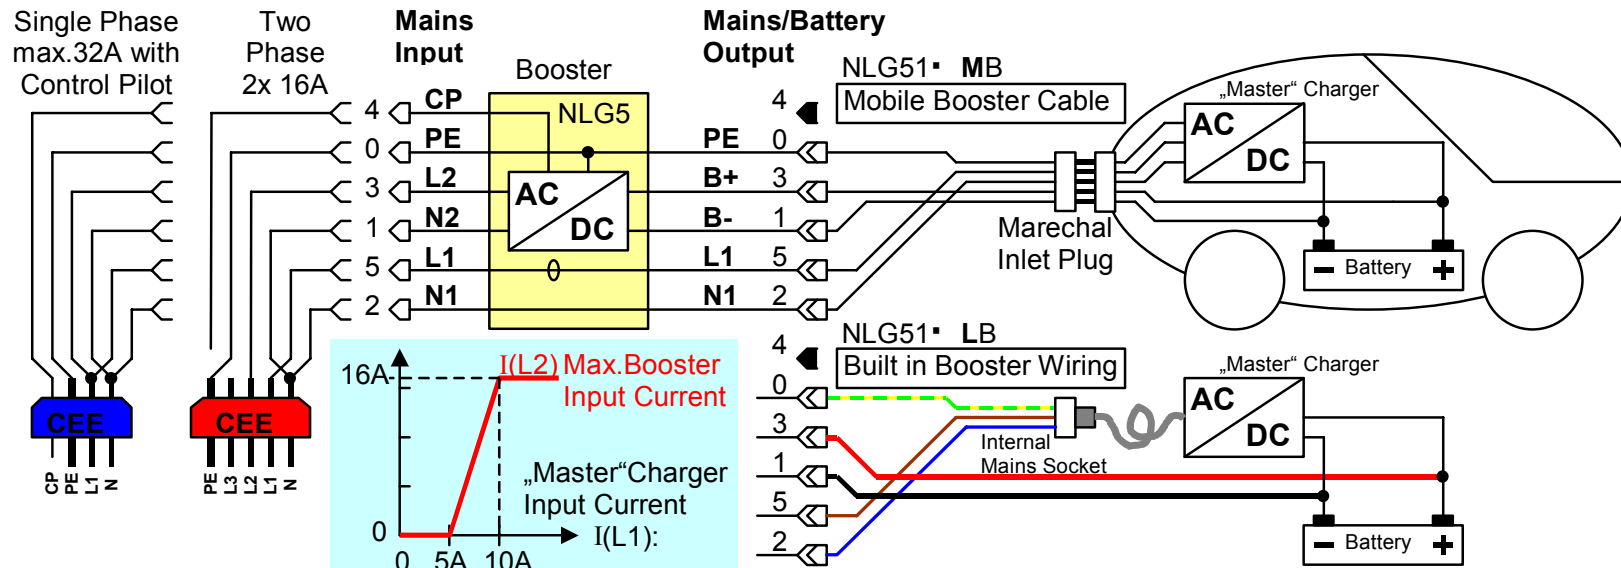 Single Phase
max.32A with
Control Pilot
Two
Phase
2x 16A
Mains
Input
4 CP
0 PE
3 L2
1 N2
5 L1
2 N1
Booster
NLG5
AC
DC
Mains/Battery
Output
4
PE 0
B+ 3
B- 1
L1 5
N1 2
NLG51▪ MB
Mobile Booster Cable
Marechal
Inlet Plug
„Master“ Charger
AC
DC
− Battery +
CEE
CP
PE
L1
N
CEE
PE
L3
L2
L1
N
I(L2) Max.Booster
Input Current
16A
„Master“Charger
Input Current
I(L1):
0
0 5A 10A
NLG51▪ LB
Built in Booster Wiring
4
0
3
1
5
2
Internal
Mains Socket
„Master“ Charger
AC
DC
− Battery +